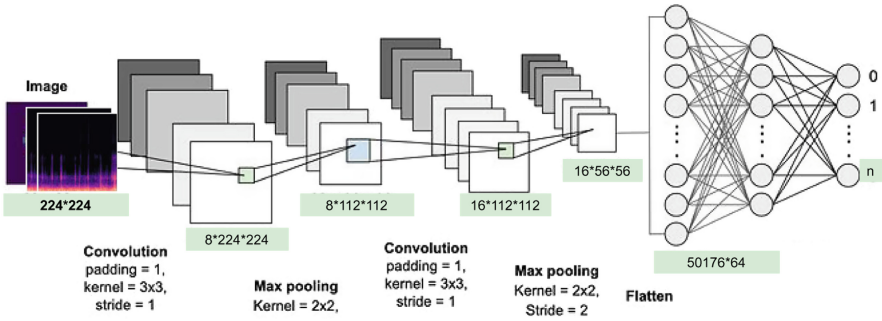 Image
224*224
8*224*224
8*112*112
16*112*112
16*56*56
50176*64
0
1
n
Convolution
padding = 1,
kernel = 3x3,
stride = 1
Max pooling
Kernel = 2x2,
Convolution
padding = 1,
kernel = 3x3,
stride = 1
Max pooling
Kernel = 2x2,
Stride = 2
Flatten